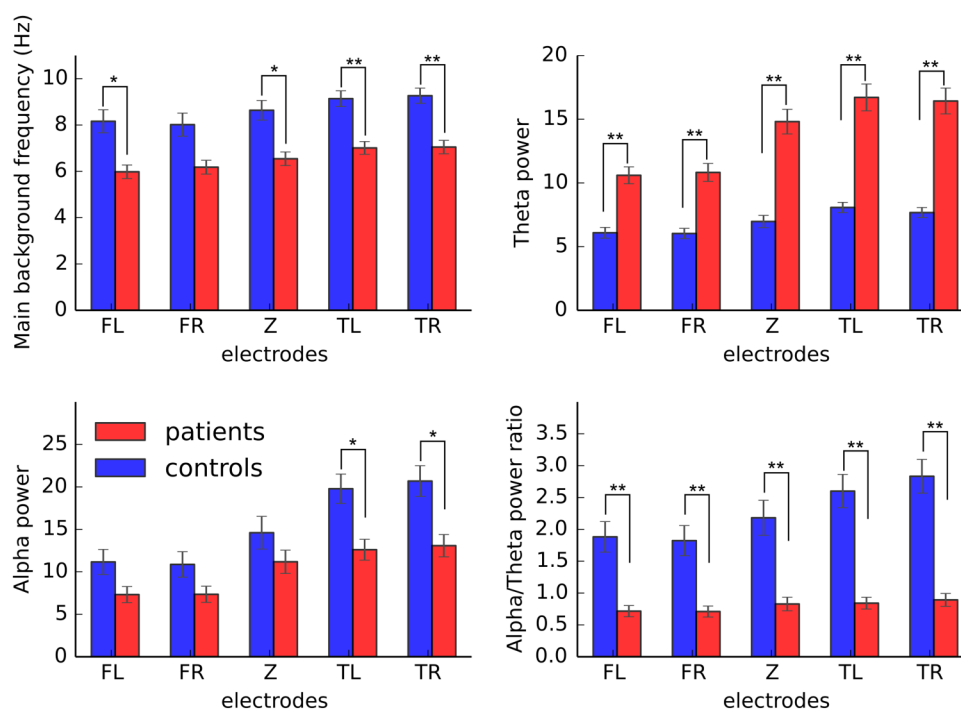 Main background frequency (Hz)
10
8
6
4
2
0
*
*
**
**
FL FR Z TL TR
electrodes
Theta power
20
15
10
5
0
**
**
**
**
**
FL FR Z TL TR
electrodes
Alpha power
25
20
15
10
5
0
patients
controls
*
*
FL FR Z TL TR
electrodes
Alpha/Theta power ratio
3.5
3.0
2.5
2.0
1.5
1.0
0.5
0.0
**
**
**
**
**
FL FR Z TL TR
electrodes